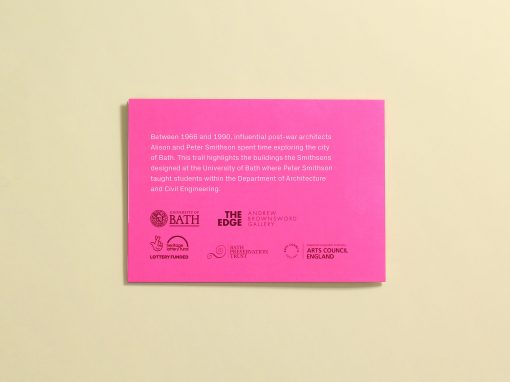 Between 1966 and 1990, influential post-war architects
Alison and Peter Smithson spent time exploring the city
of Bath. This trail highlights the buildings the Smithsons
designed at the University of Bath where Peter Smithson
taught students within the Department of Architecture
and Civil Engineering.
UNIVERSITY OF
BATH
THE
EDGE
ANDREW
BROWNSWORD
GALLERY
heritage
lottery fund
LOTTERY FUNDED
BATH
PRESERVATION
TRUST
ARTS COUNCIL
ENGLAND